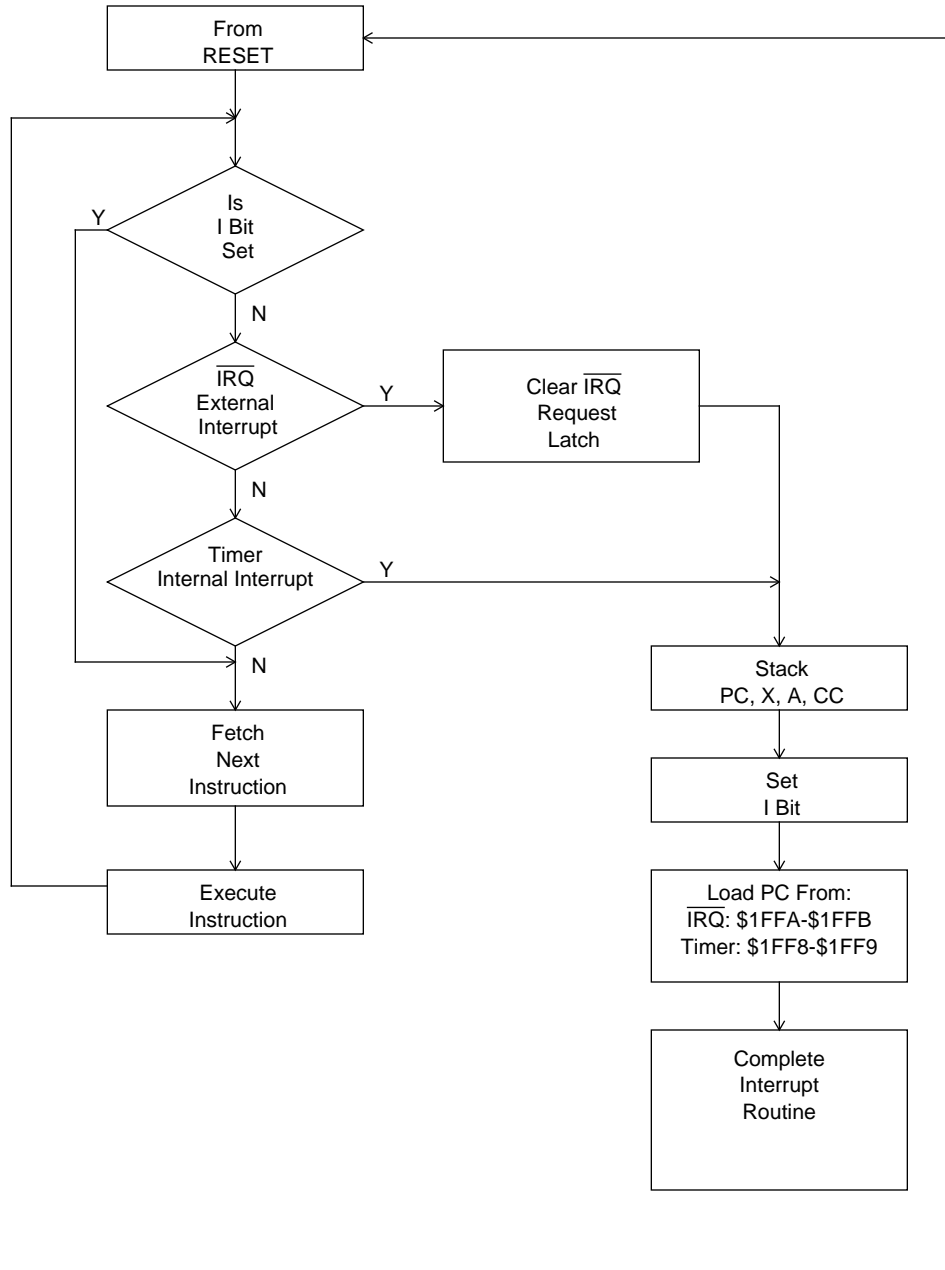 From
RESET
Is
I Bit
Set
Y
N
IRQ
External
Interrupt
Y
N
Clear IRQ
Request
Latch
Timer
Internal Interrupt
Y
N
Stack
PC, X, A, CC
Fetch
Next
Instruction
Set
I Bit
Execute
Instruction
Load PC From:
IRQ: $1FFA-$1FFB
Timer: $1FF8-$1FF9
Complete
Interrupt
Routine